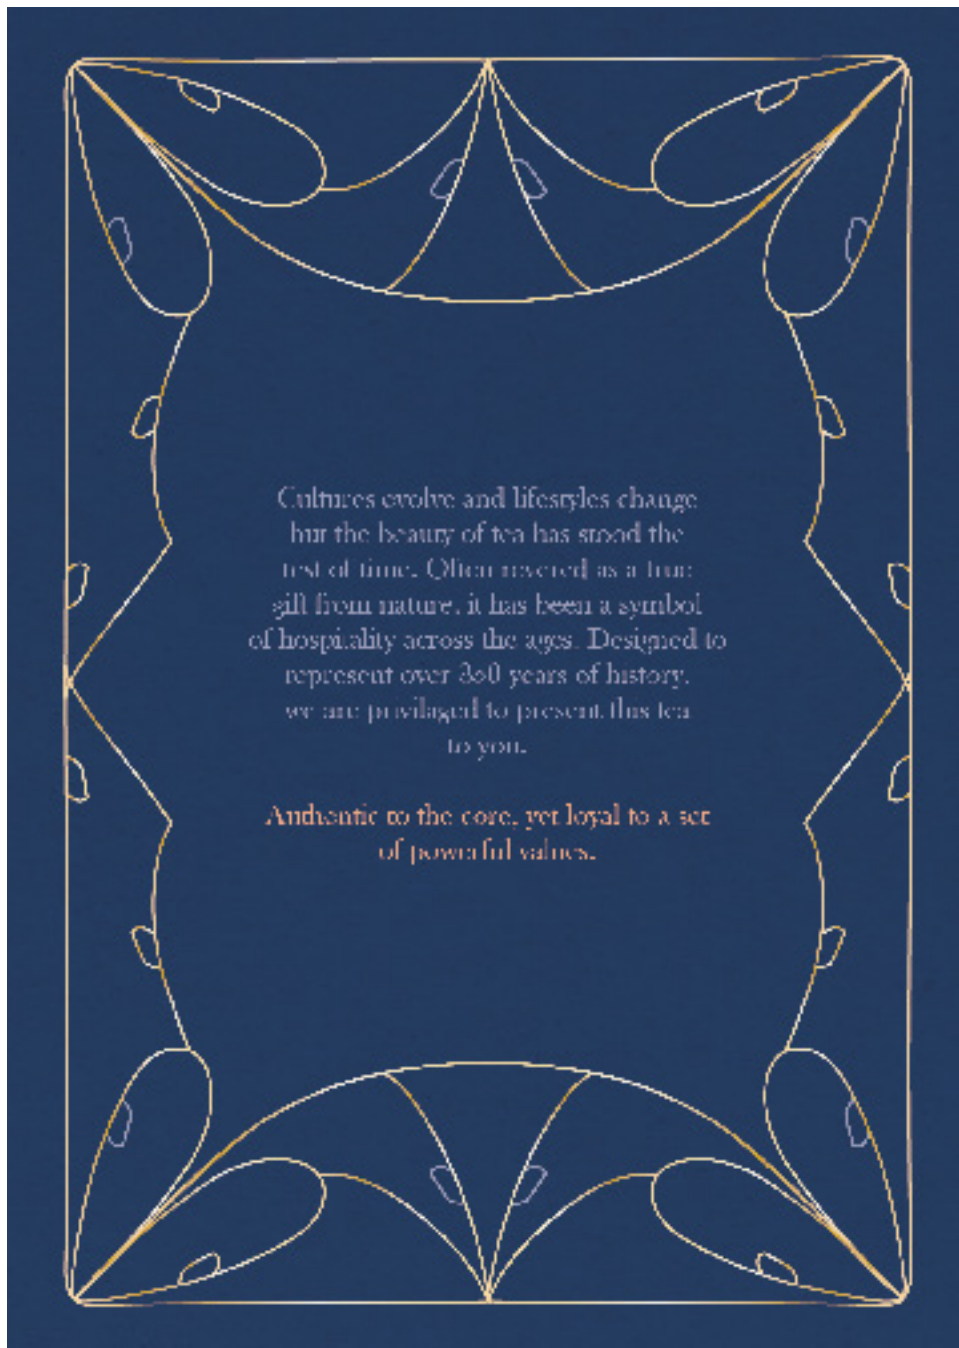 Cultures evolve and lifestyles change
but the beauty of tea has stood the
test of time. Often revered as a true
gift from nature, it has been a symbol
of hospitality across the ages. Designed to
represent over 300 years of history,
we are privilaged to present this tea
to you.
Authentic to the core, yet loyal to a set
of powerful values.